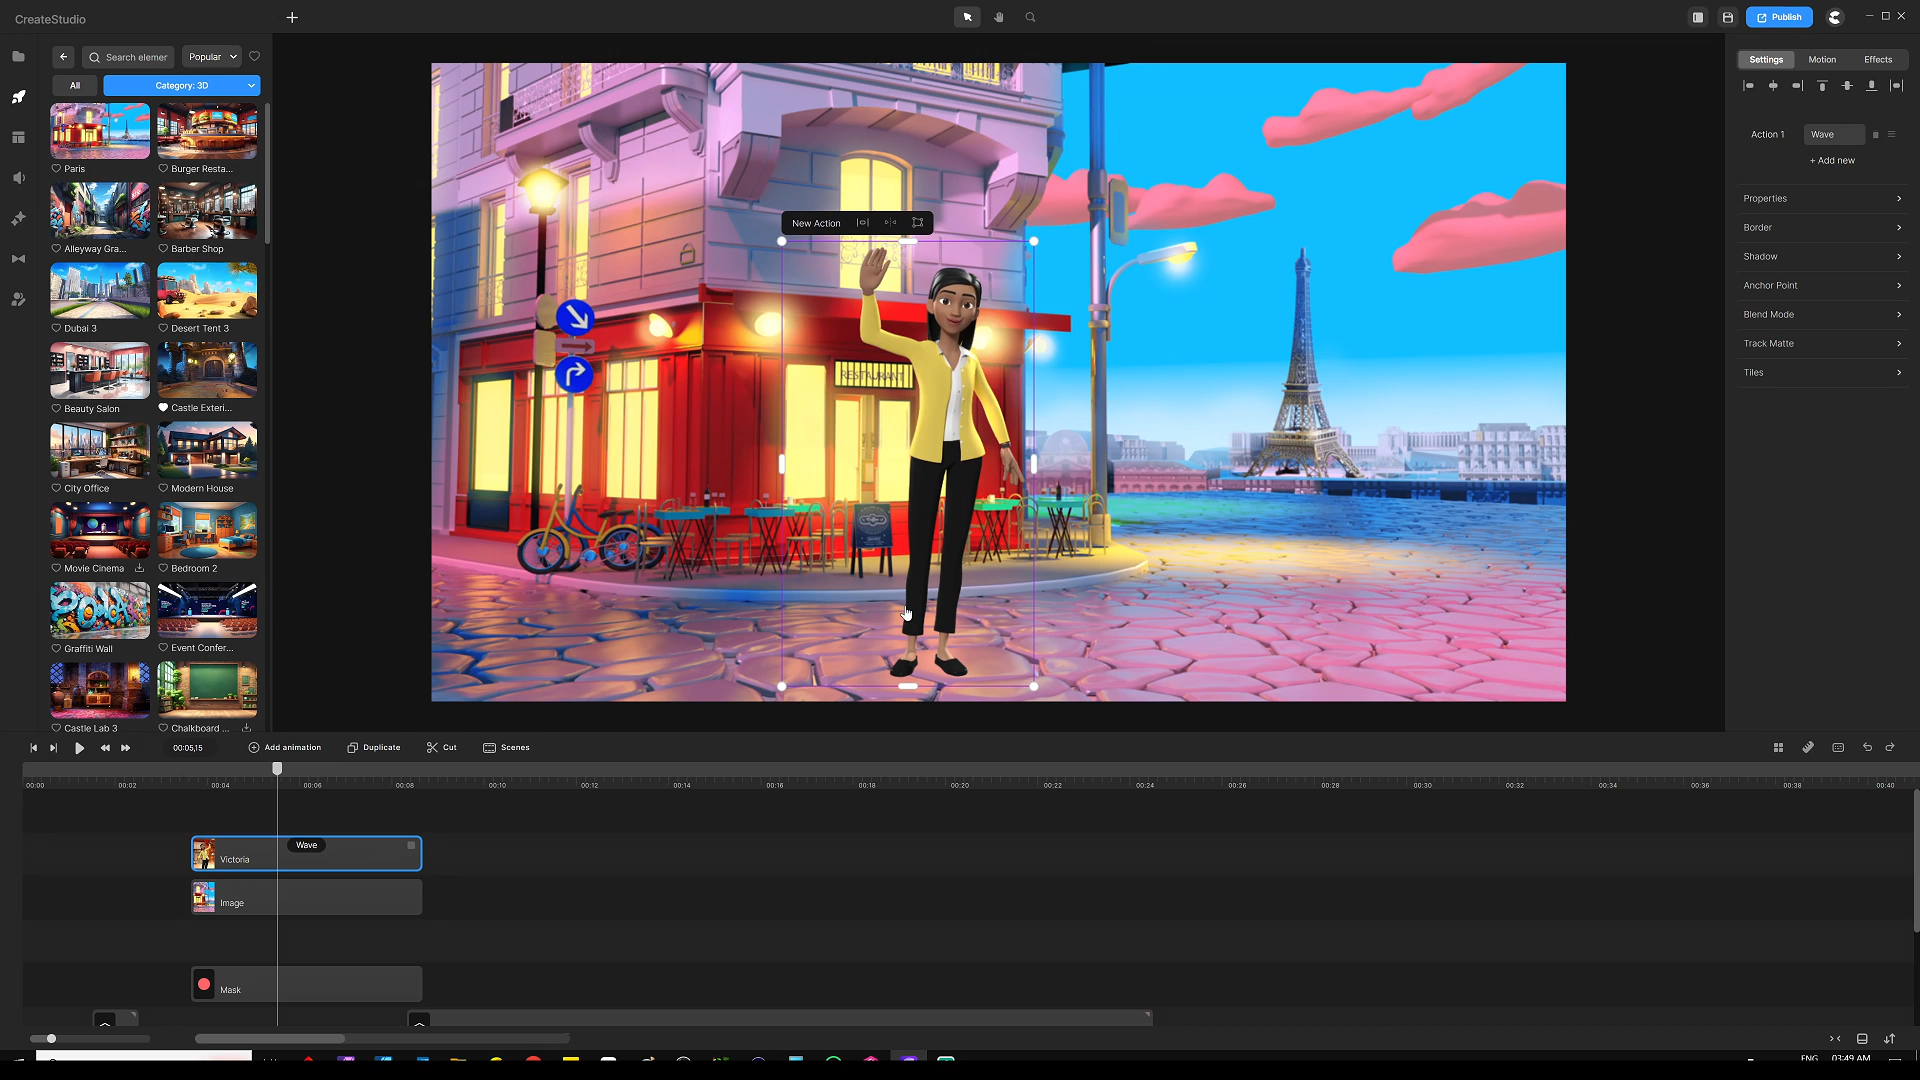 CreateStudio
Publish
Search elemer
Popular
All
Category: 3D
Paris
Burger Resta...
Alleyway Gra...
Barber Shop
Dubai 3
Desert Tent 3
Beauty Salon
Castle Exteri...
City Office
Modern House
Movie Cinema
Bedroom 2
Graffiti Wall
Event Confer...
Castle Lab 3
Chalkboard ...
New Action
RESTAURANT
Settings
Motion
Effects
Action 1
Wave
+ Add new
Properties
Border
Shadow
Anchor Point
Blend Mode
Track Matte
Tiles
00:05,15
Add animation
Duplicate
Cut
Scenes
00:00 00:02 00:04 00:06 00:08 00:10 00:12 00:14 00:16 00:18 00:20 00:22 00:24 00:26 00:28 00:30 00:32 00:34 00:36 00:38 00:40
Wave
Victoria
Image
Mask
ENG
03:49 AM